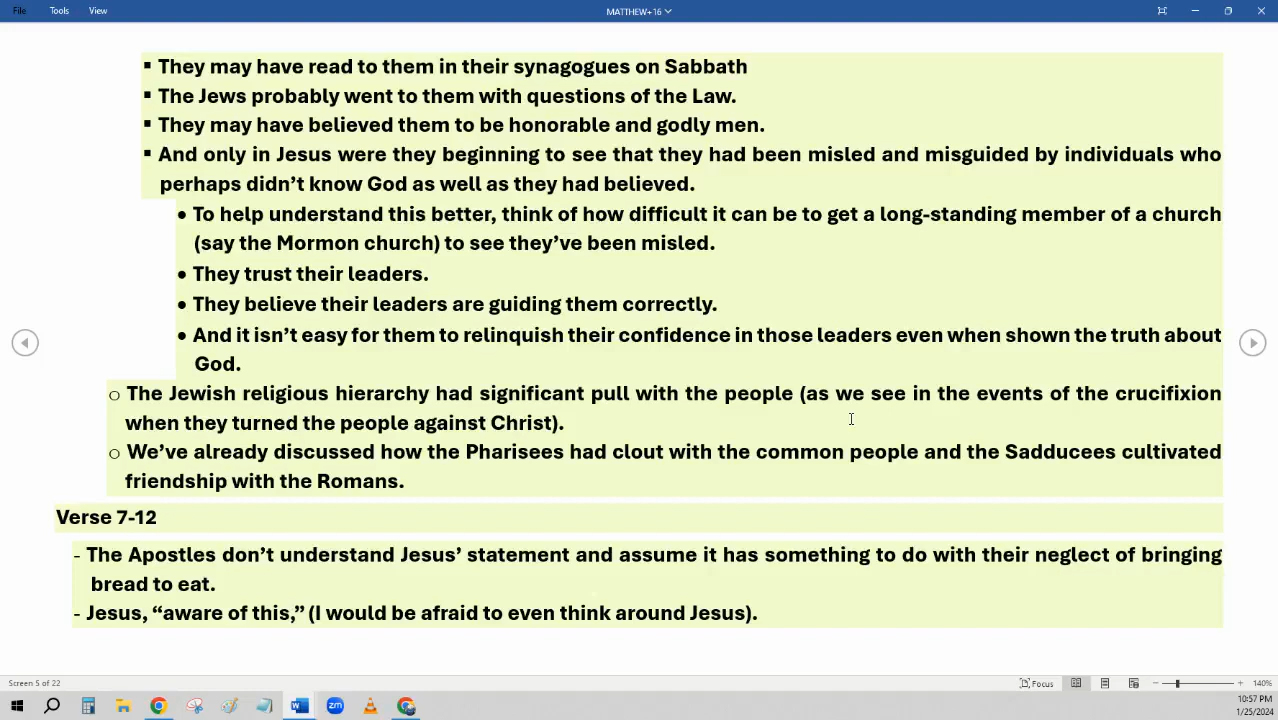 File Tools View MATTHEW+16
▪ They may have read to them in their synagogues on Sabbath
▪ The Jews probably went to them with questions of the Law.
▪ They may have believed them to be honorable and godly men.
▪ And only in Jesus were they beginning to see that they had been misled and misguided by individuals who
perhaps didn’t know God as well as they had believed.
• To help understand this better, think of how difficult it can be to get a long-standing member of a church
(say the Mormon church) to see they’ve been misled.
• They trust their leaders.
• They believe their leaders are guiding them correctly.
• And it isn’t easy for them to relinquish their confidence in those leaders even when shown the truth about
God.
o The Jewish religious hierarchy had significant pull with the people (as we see in the events of the crucifixion
when they turned the people against Christ).
o We’ve already discussed how the Pharisees had clout with the common people and the Sadducees cultivated
friendship with the Romans.
Verse 7-12
- The Apostles don’t understand Jesus’ statement and assume it has something to do with their neglect of bringing
bread to eat.
- Jesus, “aware of this,” (I would be afraid to even think around Jesus).
Screen 5 of 22 Focus 140%
zm
10:57 PM
1/25/2024